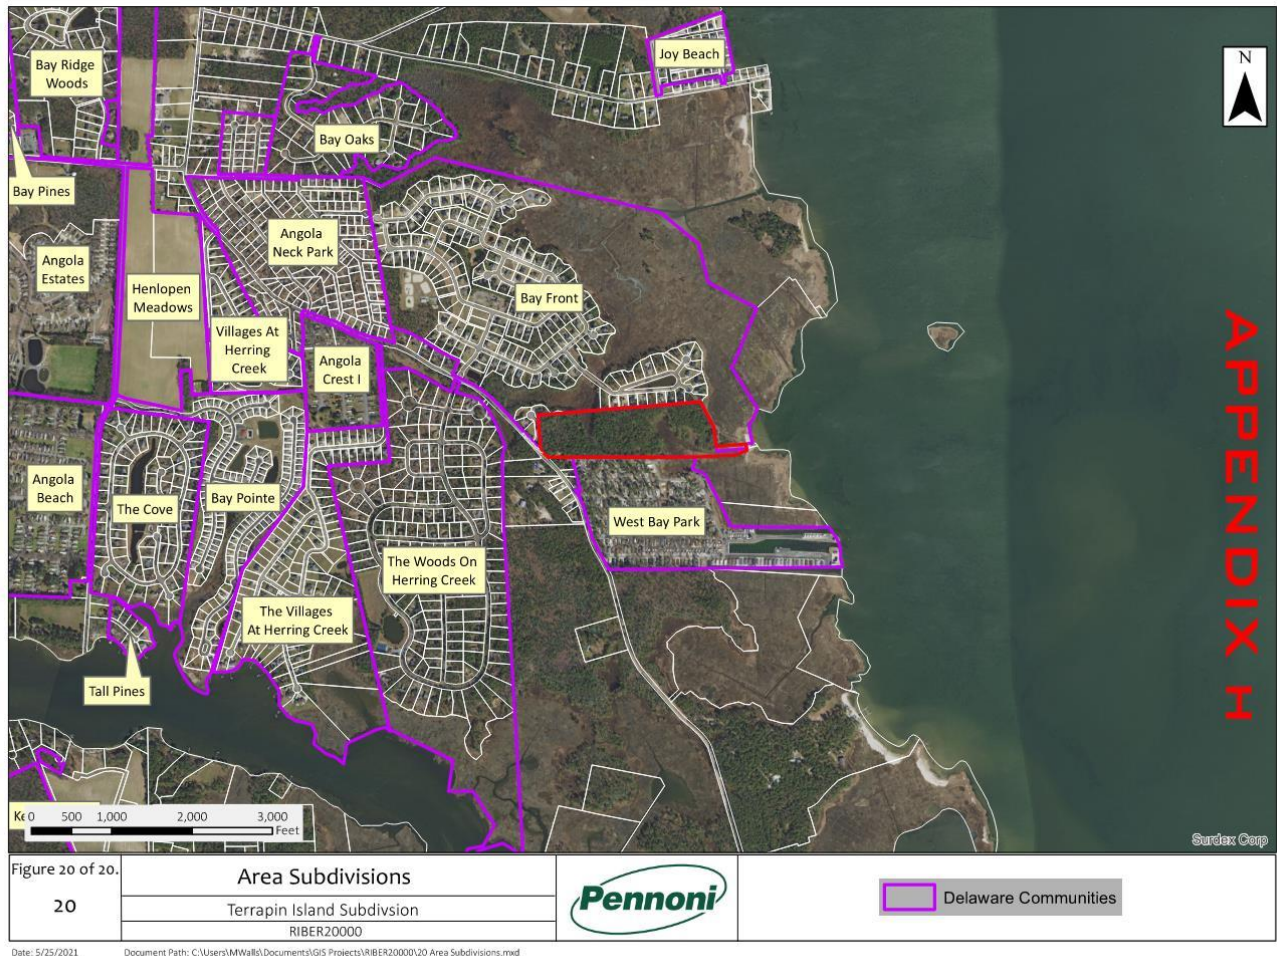 Joy Beach
N
Bay Ridge
Woods
Bay Oaks
Bay Pines
Angola
Neck Park
Angola
Estates
Henlopen
Meadows
Bay Front
Villages At
Herring
Creek
Angola
Crest I
APPENDIX H
Angola
Beach
The Cove
Bay Pointe
West Bay Park
The Woods On
Herring Creek
The Villages
At Herring Creek
Tall Pines
Ke
0 500 1,000 2,000 3,000
Feet
Surdex Corp
Figure 20 of 20.
20
Area Subdivisions
Terrapin Island Subdivsion
RIBER20000
Pennoni
Delaware Communities
Date: 5/25/2021 Document Path: C:\Users\MWalls\Documents\GIS Projects\RIBER20000\20 Area Subdivisions.mxd